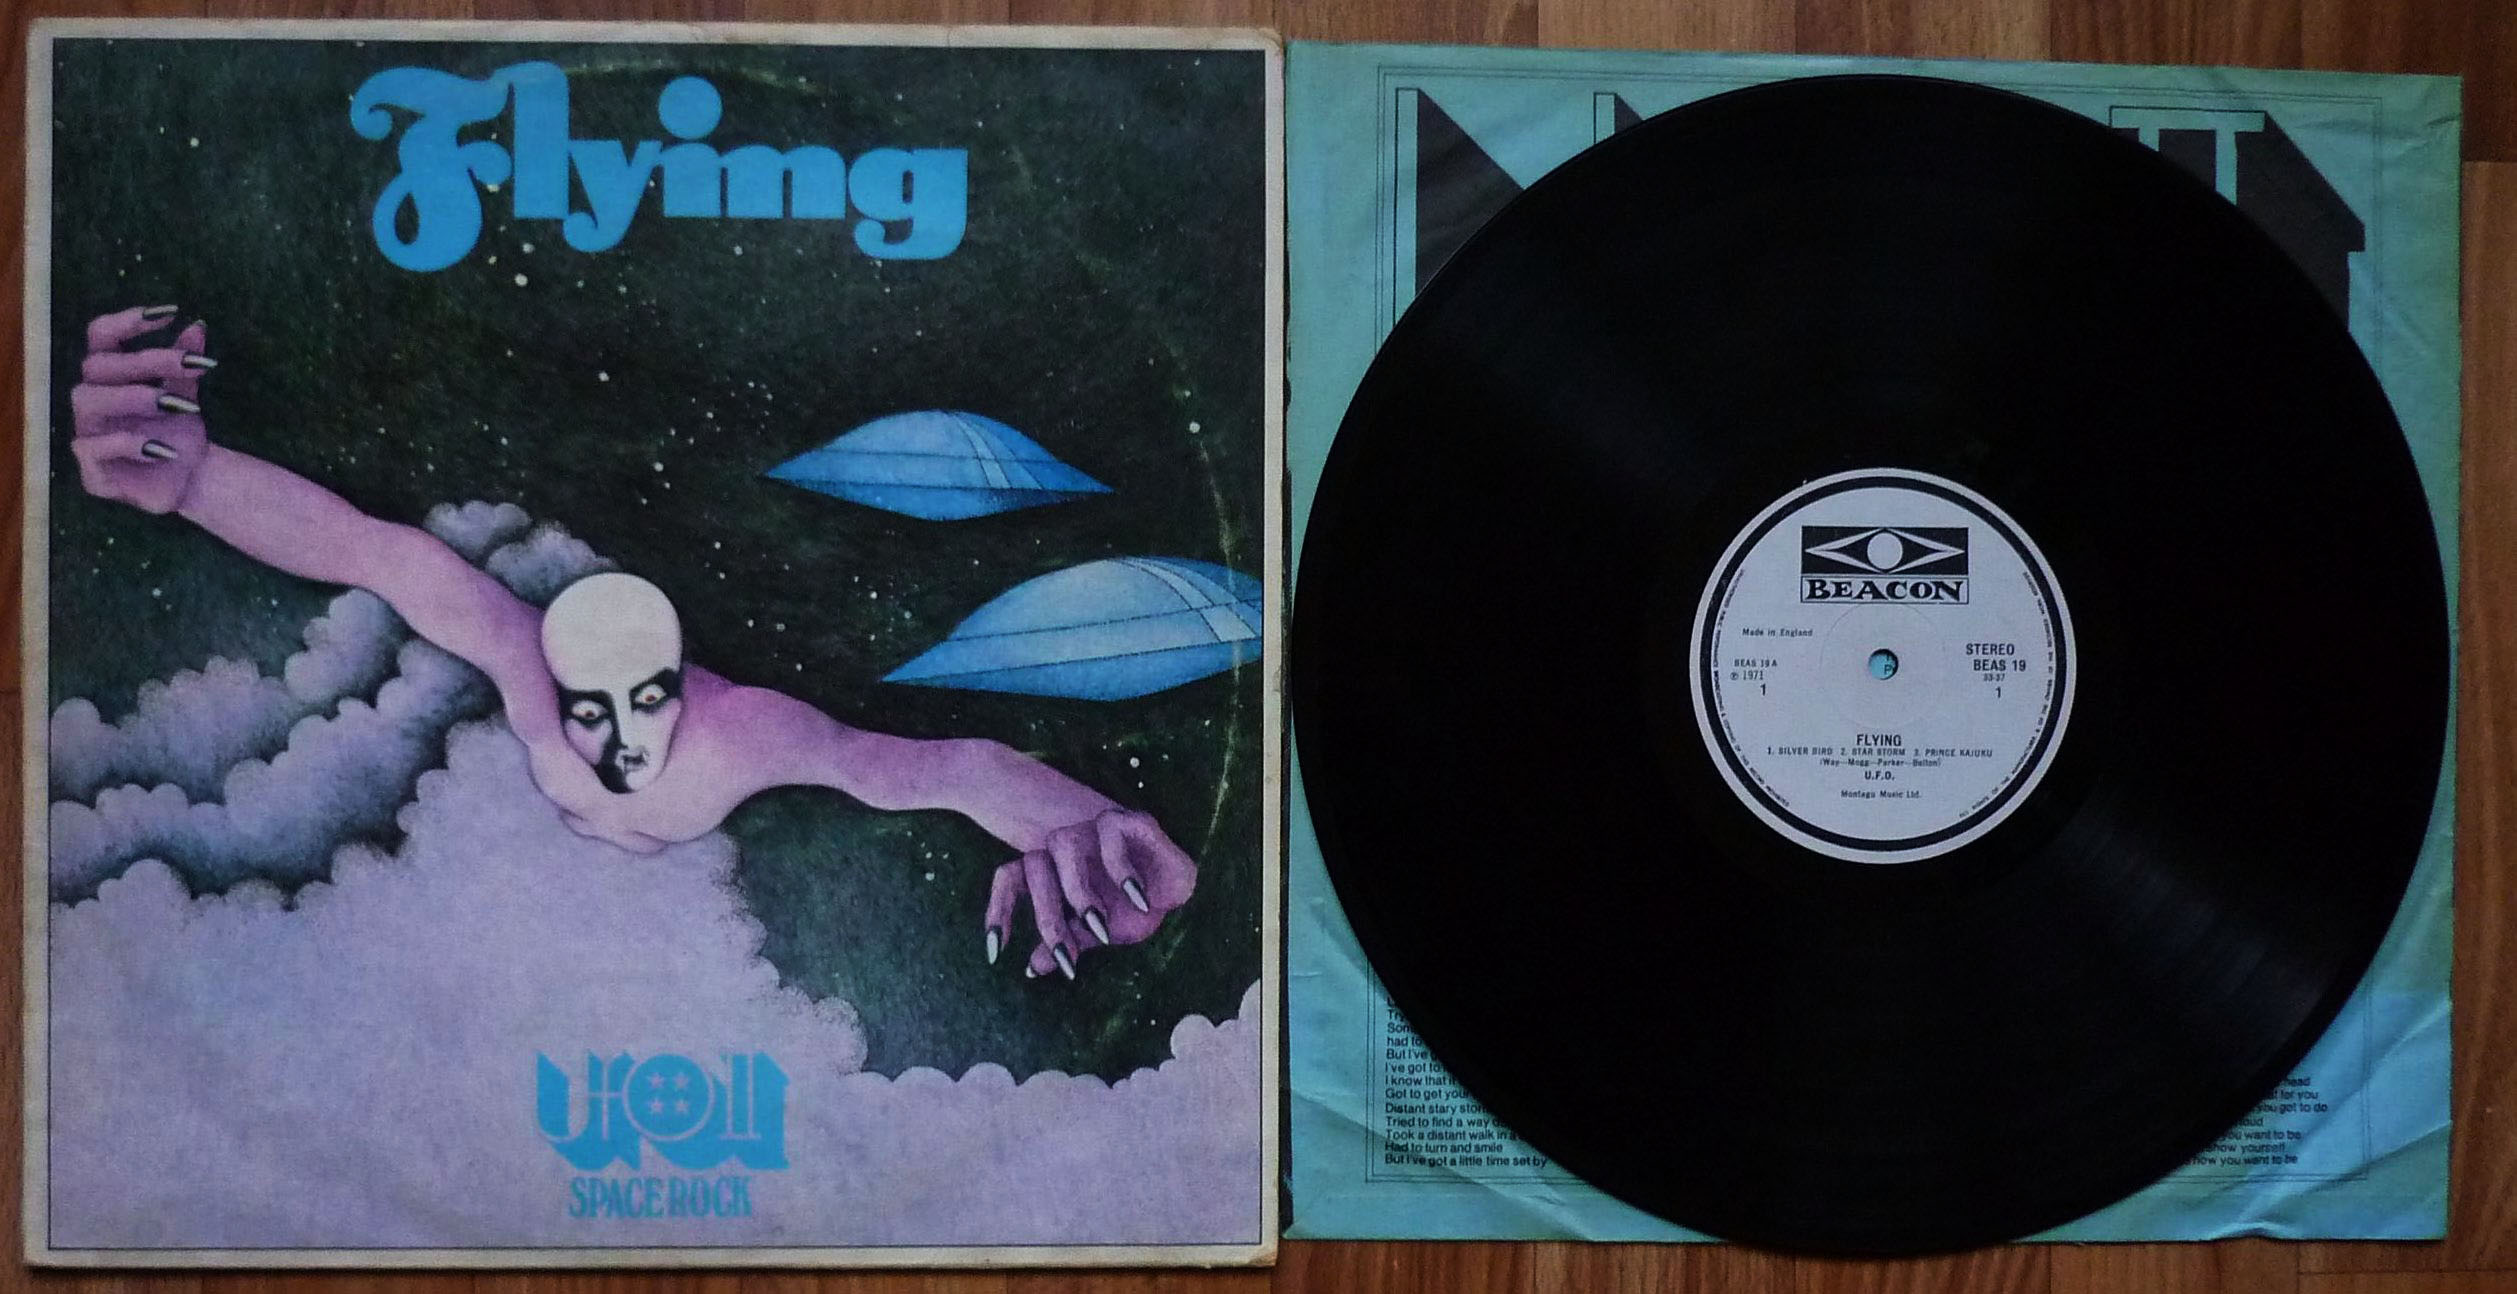 Flying
UFO II
SPACE ROCK
BEACON
Made in England
STEREO
BEAS 19 A
BEAS 19
℗ 1971
33-37
1
1
FLYING
1. SILVER BIRD 2. STAR STORM 3. PRINCE KAJUKU
(Way—Mogg—Parker—Bolton)
U.F.O.
Montagu Music Ltd.
had to
But I've
I've got to
I know that
Got to get your
Distant stary
Tried to find a way
Took a distant walk in
Had to turn and smile
But I've got a little time set by
for you
you got to do
you want to be
show yourself
how you want to be